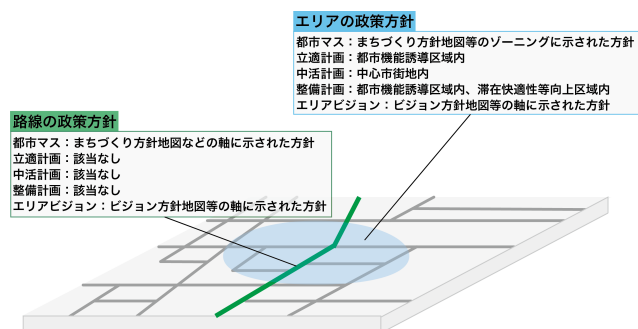 エリアの政策方針
都市マス：まちづくり方針地図等のゾーニングに示された方針
立適計画：都市機能誘導区域内
中活計画：中心市街地内
整備計画：都市機能誘導区域内、滞在快適性等向上区域内
エリアビジョン：ビジョン方針地図等の軸に示された方針
路線の政策方針
都市マス：まちづくり方針地図などの軸に示された方針
立適計画：該当なし
中活計画：該当なし
整備計画：該当なし
エリアビジョン：ビジョン方針地図等の軸に示された方針